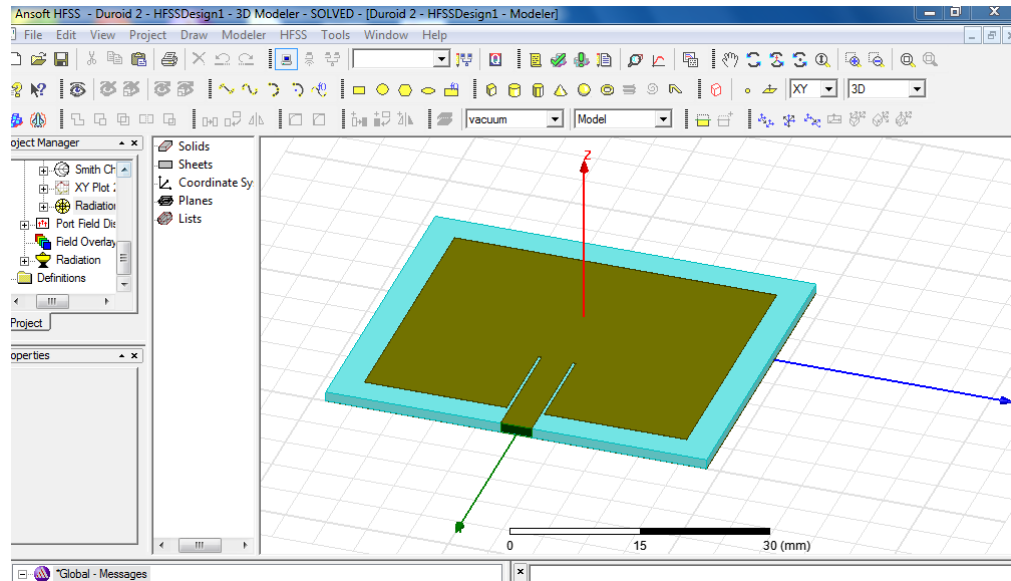 Ansoft HFSS - Duroid 2 - HFSSDesign1 - 3D Modeler - SOLVED - [Duroid 2 - HFSSDesign1 - Modeler]
File Edit View Project Draw Modeler HFSS Tools Window Help
XY 3D
vacuum Model
oject Manager
Smith Ch
XY Plot 2
Radiation
Port Field Dis
Field Overlay
Radiation
Definitions
Project
operties
Solids
Sheets
Coordinate Sy
Planes
Lists
Z
0 15 30 (mm)
*Global - Messages